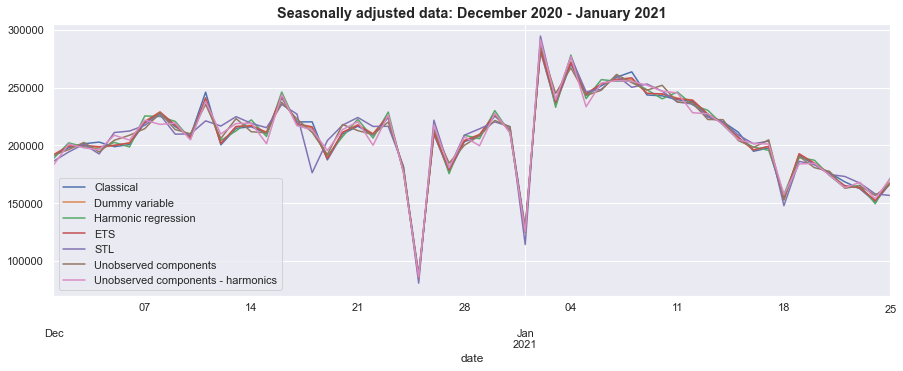 Seasonally adjusted data: December 2020 - January 2021
300000
250000
200000
150000
100000
Classical
Dummy variable
Harmonic regression
ETS
STL
Unobserved components
Unobserved components - harmonics
07
14
21
28
04
11
18
25
Dec
Jan
2021
date